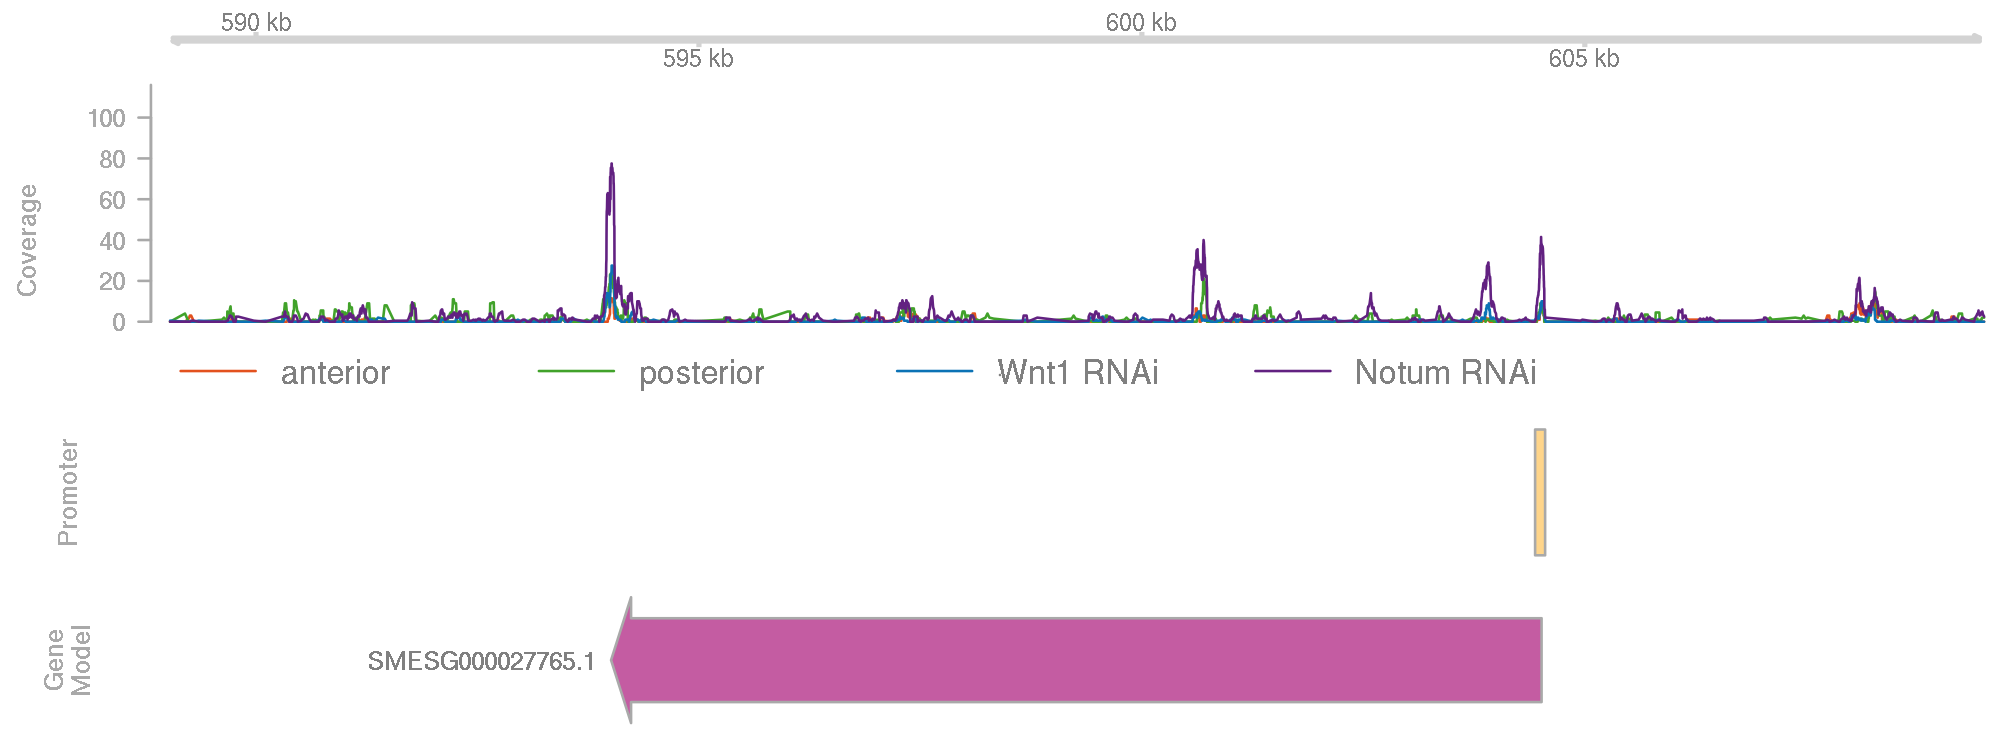 590 kb
600 kb
595 kb
605 kb
Coverage
100
80
60
40
20
0
anterior
posterior
Wnt1 RNAi
Notum RNAi
Promoter
Gene
Model
SMESG000027765.1